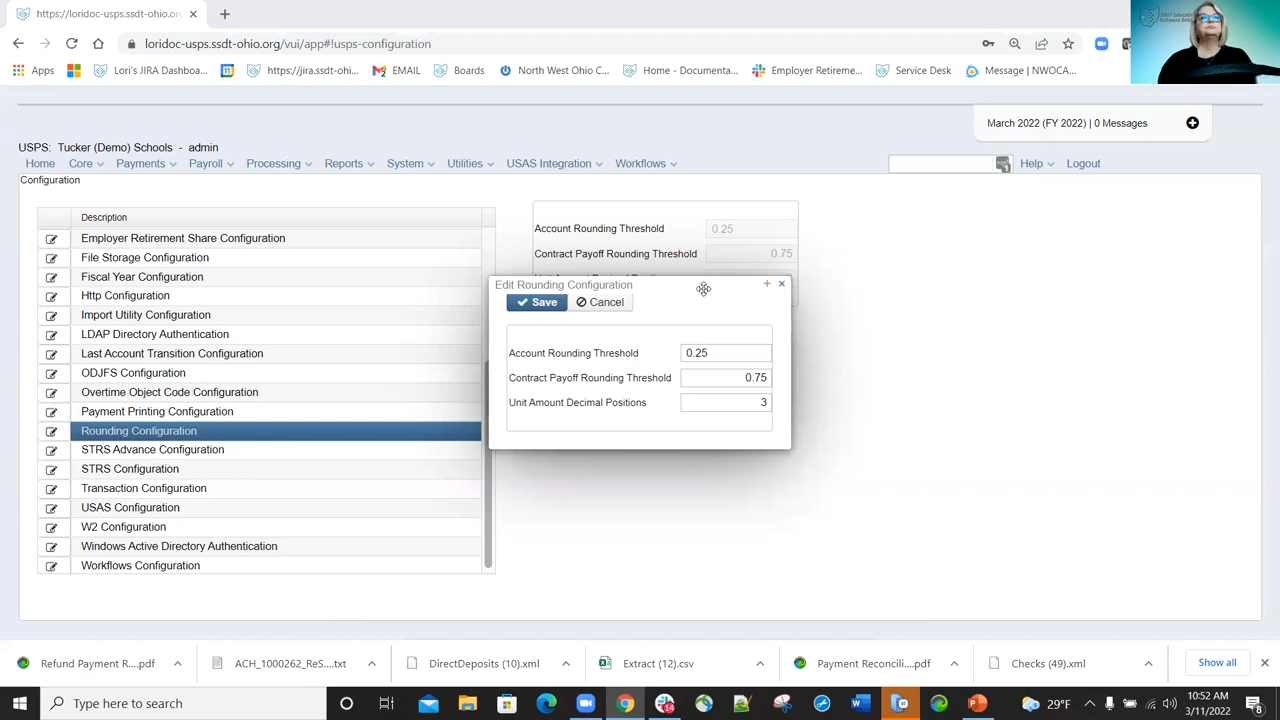 https://loridoc-usps.ssdt-ohio.org
loridoc-usps.ssdt-ohio.org/vui/app#!usps-configuration
Apps Lori's JIRA Dashboa... https://jira.ssdt-ohi... EMAIL Boards North West Ohio C... Home - Documenta... Employer Retireme... Service Desk Message | NWOCA...
March 2022 (FY 2022) | 0 Messages
USPS: Tucker (Demo) Schools - admin
Home Core Payments Payroll Processing Reports System Utilities USAS Integration Workflows Help Logout
Configuration
Description
Employer Retirement Share Configuration
File Storage Configuration
Fiscal Year Configuration
Http Configuration
Import Utility Configuration
LDAP Directory Authentication
Last Account Transition Configuration
ODJFS Configuration
Overtime Object Code Configuration
Payment Printing Configuration
Rounding Configuration
STRS Advance Configuration
STRS Configuration
Transaction Configuration
USAS Configuration
W2 Configuration
Windows Active Directory Authentication
Workflows Configuration
Account Rounding Threshold 0.25
Contract Payoff Rounding Threshold 0.75
Edit Rounding Configuration
Save Cancel
Account Rounding Threshold 0.25
Contract Payoff Rounding Threshold 0.75
Unit Amount Decimal Positions 3
Refund Payment R....pdf ACH_1000262_ReS....txt DirectDeposits (10).xml Extract (12).csv Payment Reconcili....pdf Checks (49).xml Show all
Type here to search
14
29°F
10:52 AM
3/11/2022
8